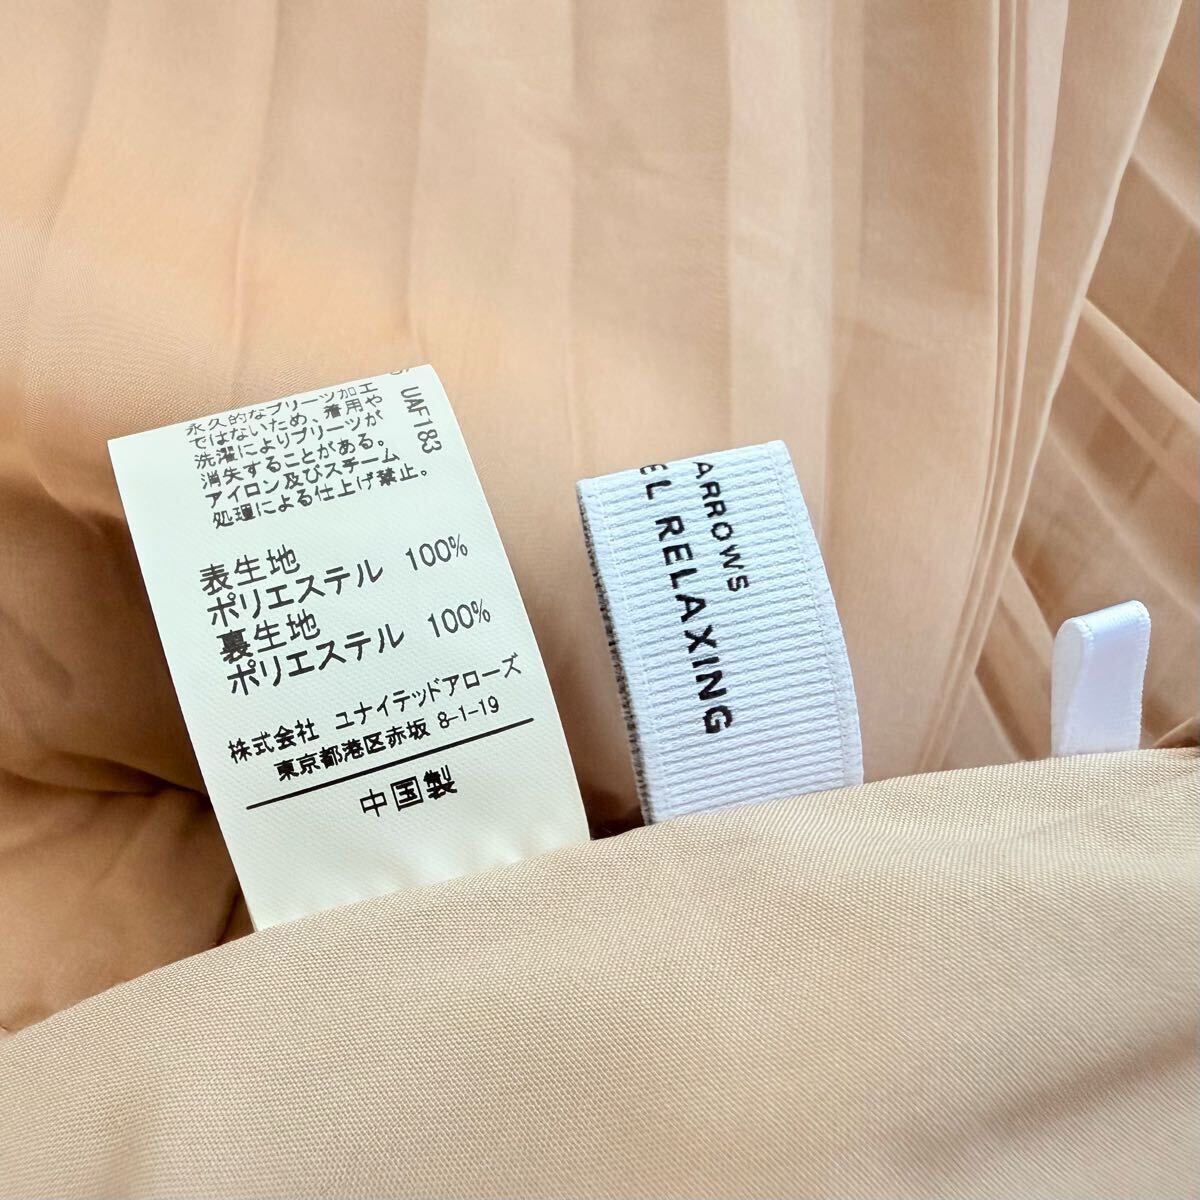 永久的なプリーツ加工
ではないため、着用や
洗濯によりプリーツが
消失することがある。
アイロン及びスチーム
処理による仕上げ禁止。
UAF183
表生地
ポリエステル 100%
裏生地
ポリエステル 100%
株式会社 ユナイテッドアローズ
東京都港区赤坂 8-1-19
中国製
ARROWS
EL RELAXING